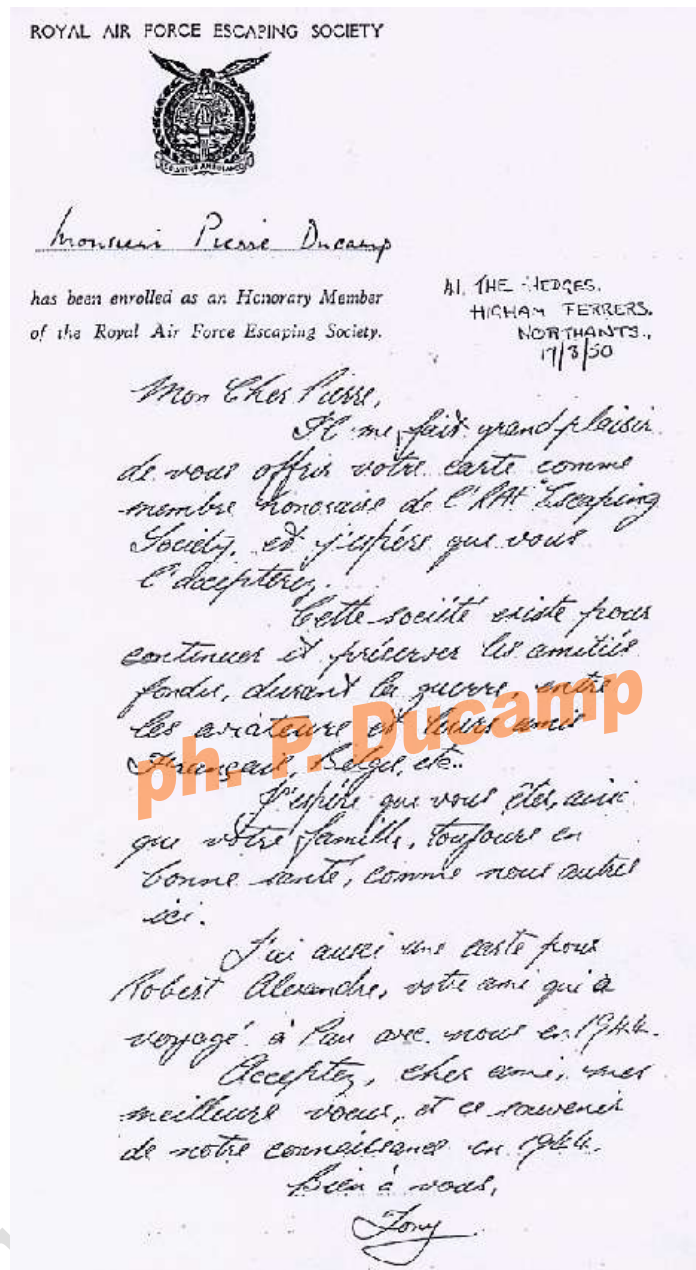 ROYAL AIR FORCE ESCAPING SOCIETY
Monsieur Pierre Ducamp
has been enrolled as an Honorary Member
of the Royal Air Force Escaping Society.
41. THE HEDGES.
HIGHAM FERRERS.
NORTHANTS.,
17/3/50
Mon Cher Pierre,
Il me fait grand plaisir
de vous offrir votre carte comme
membre honoraire de l'RAF Escaping
Society, et j'espère que vous
l'accepterez.
Cette société existe pour
continuer et préserver les amitiés
fondus, durant la guerre, entre
les aviateurs et leurs amis
Français, Belges, etc..
ph. P. Ducamp
J'espère que vous êtes, ainsi
que votre famille, toujours en
bonne santé, comme nous autres
ici.
J'ai aussi une carte pour
Robert Alexandre, votre ami qui a
voyagé à Pau avec nous en 1944.
Acceptez, cher ami, mes
meilleurs voeux, et ce souvenir
de notre connaissance en 1944.
Bien à vous,
Tony